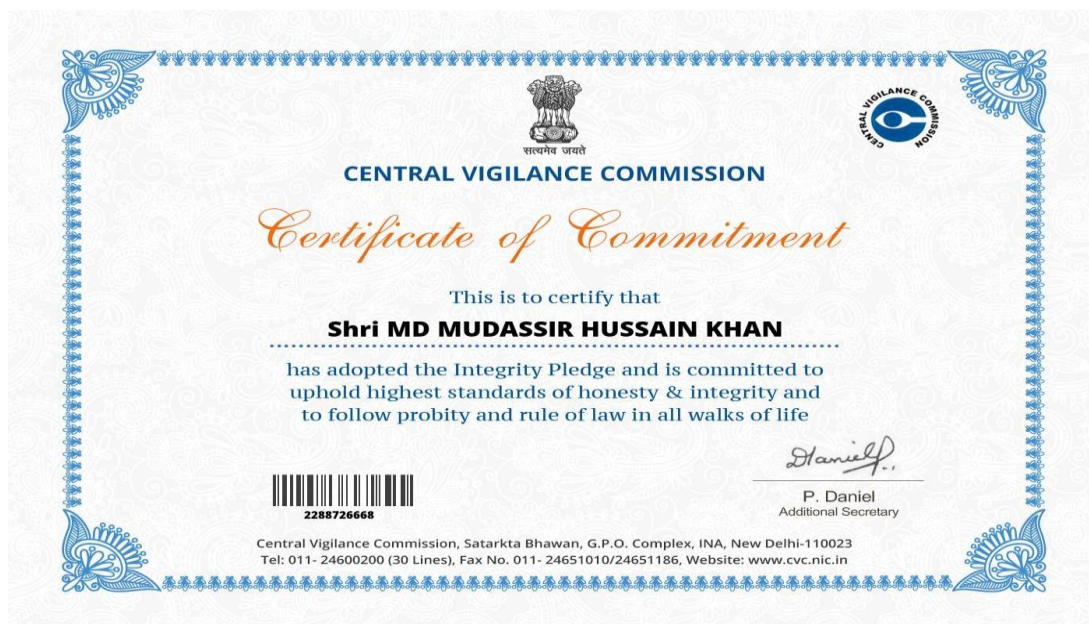 सत्यमेव जयते
CENTRAL VIGILANCE COMMISSION
CENTRAL VIGILANCE COMMISSION
Certificate of Commitment
This is to certify that
Shri MD MUDASSIR HUSSAIN KHAN
has adopted the Integrity Pledge and is committed to
uphold highest standards of honesty & integrity and
to follow probity and rule of law in all walks of life
DanielP.
P. Daniel
Additional Secretary
2288726668
Central Vigilance Commission, Satarkta Bhawan, G.P.O. Complex, INA, New Delhi-110023
Tel: 011- 24600200 (30 Lines), Fax No. 011- 24651010/24651186, Website: www.cvc.nic.in